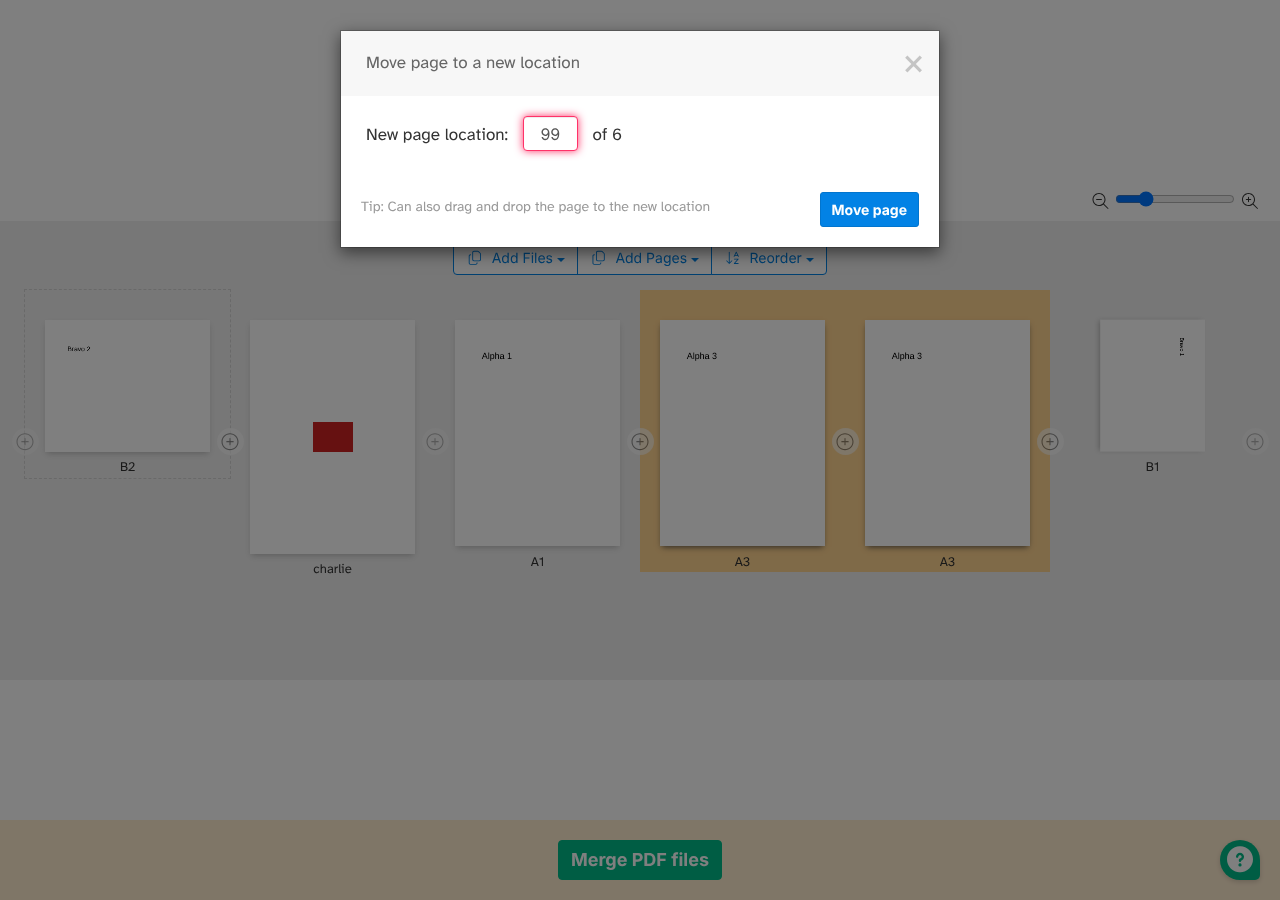 Move page to a new location
New page location: 99 of 6
Tip: Can also drag and drop the page to the new location
Move page
Add Files
Add Pages
Reorder
Bravo 2
B2
charlie
Alpha 1
A1
Alpha 3
A3
Alpha 3
A3
Bravo 1
B1
Merge PDF files
?